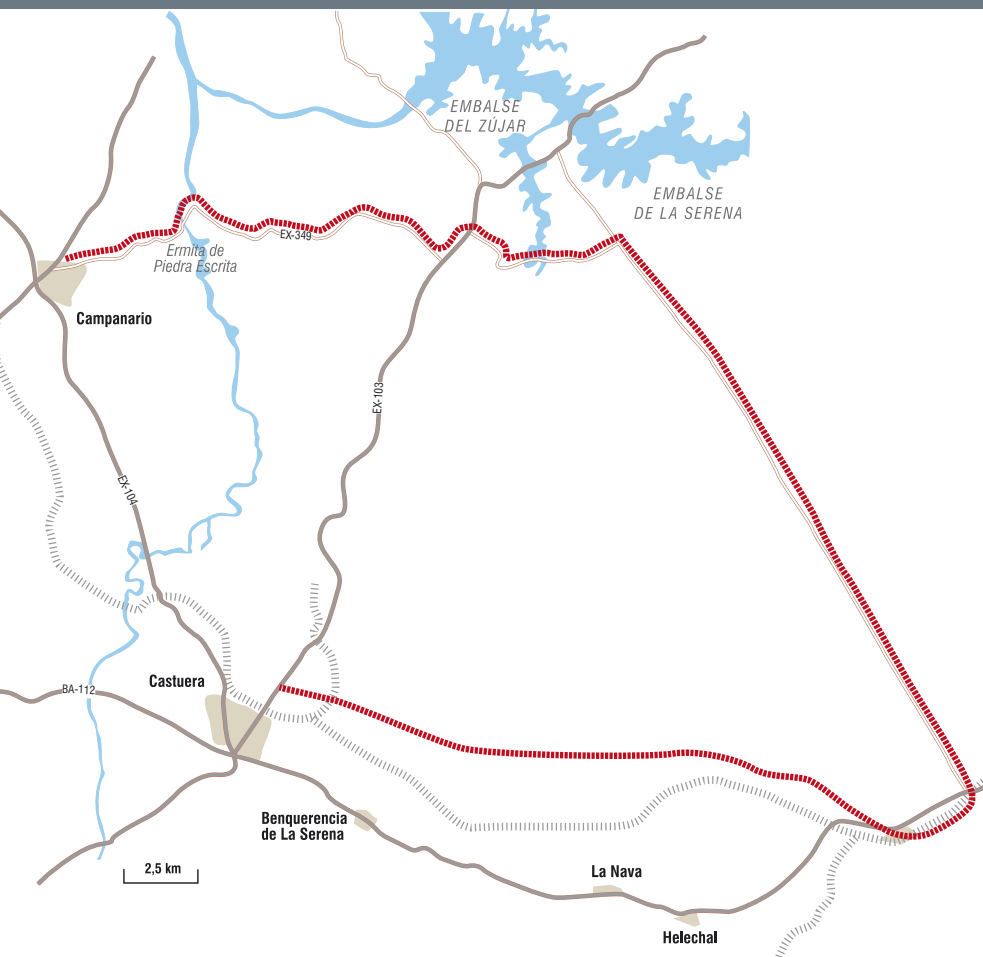 EMBALSE
DEL ZÚJAR
EMBALSE
DE LA SERENA
EX-349
Ermita de
Piedra Escrita
Campanario
EX-103
EX-104
Castuera
BA-112
Benquerencia
de La Serena
2,5 km
La Nava
Helechal